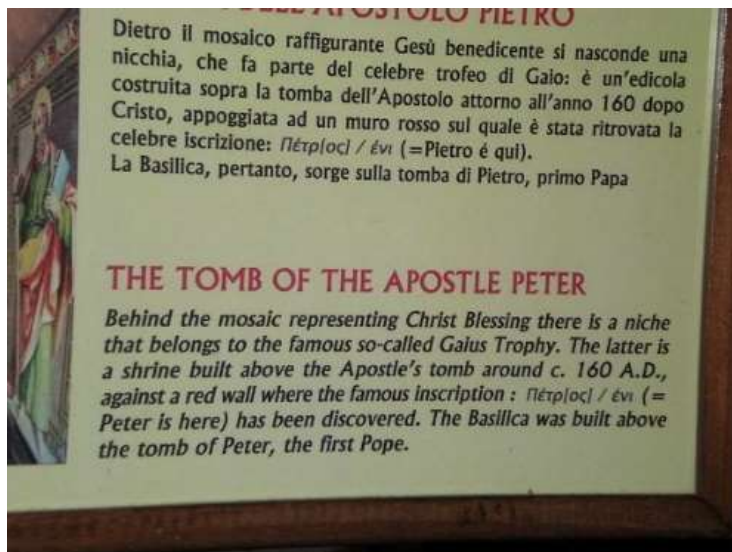 DELL'APOSTOLO PIETRO
Dietro il mosaico raffigurante Gesù benedicente si nasconde una
nicchia, che fa parte del celebre trofeo di Gaio: è un'edicola
costruita sopra la tomba dell'Apostolo attorno all'anno 160 dopo
Cristo, appoggiata ad un muro rosso sul quale è stata ritrovata la
celebre iscrizione: Πέτρ[ος] / ένι (=Pietro é qui).
La Basilica, pertanto, sorge sulla tomba di Pietro, primo Papa
THE TOMB OF THE APOSTLE PETER
Behind the mosaic representing Christ Blessing there is a niche
that belongs to the famous so-called Gaius Trophy. The latter is
a shrine built above the Apostle's tomb around c. 160 A.D.,
against a red wall where the famous inscription : Πέτρ[ος] / ένι (=
Peter is here) has been discovered. The Basilica was built above
the tomb of Peter, the first Pope.